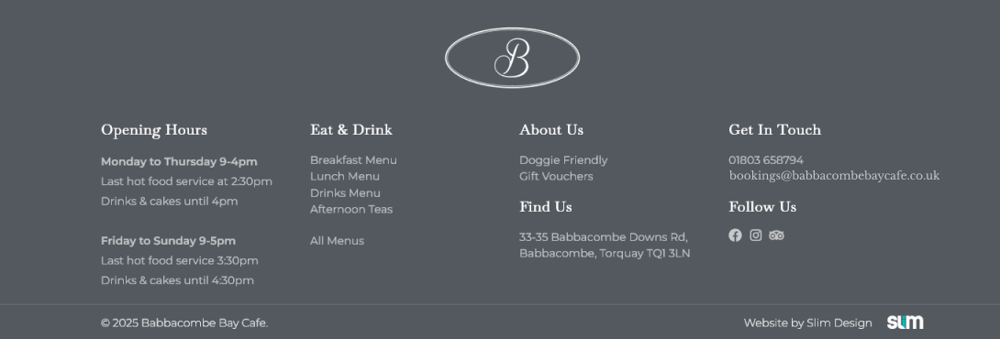 B
Opening Hours
Monday to Thursday 9-4pm
Last hot food service at 2:30pm
Drinks & cakes until 4pm
Friday to Sunday 9-5pm
Last hot food service 3:30pm
Drinks & cakes until 4:30pm
Eat & Drink
Breakfast Menu
Lunch Menu
Drinks Menu
Afternoon Teas
All Menus
About Us
Doggie Friendly
Gift Vouchers
Find Us
33-35 Babbacombe Downs Rd,
Babbacombe, Torquay TQ1 3LN
Get In Touch
01803 658794
bookings@babbacombebaycafe.co.uk
Follow Us
© 2025 Babbacombe Bay Cafe.
Website by Slim Design
slim